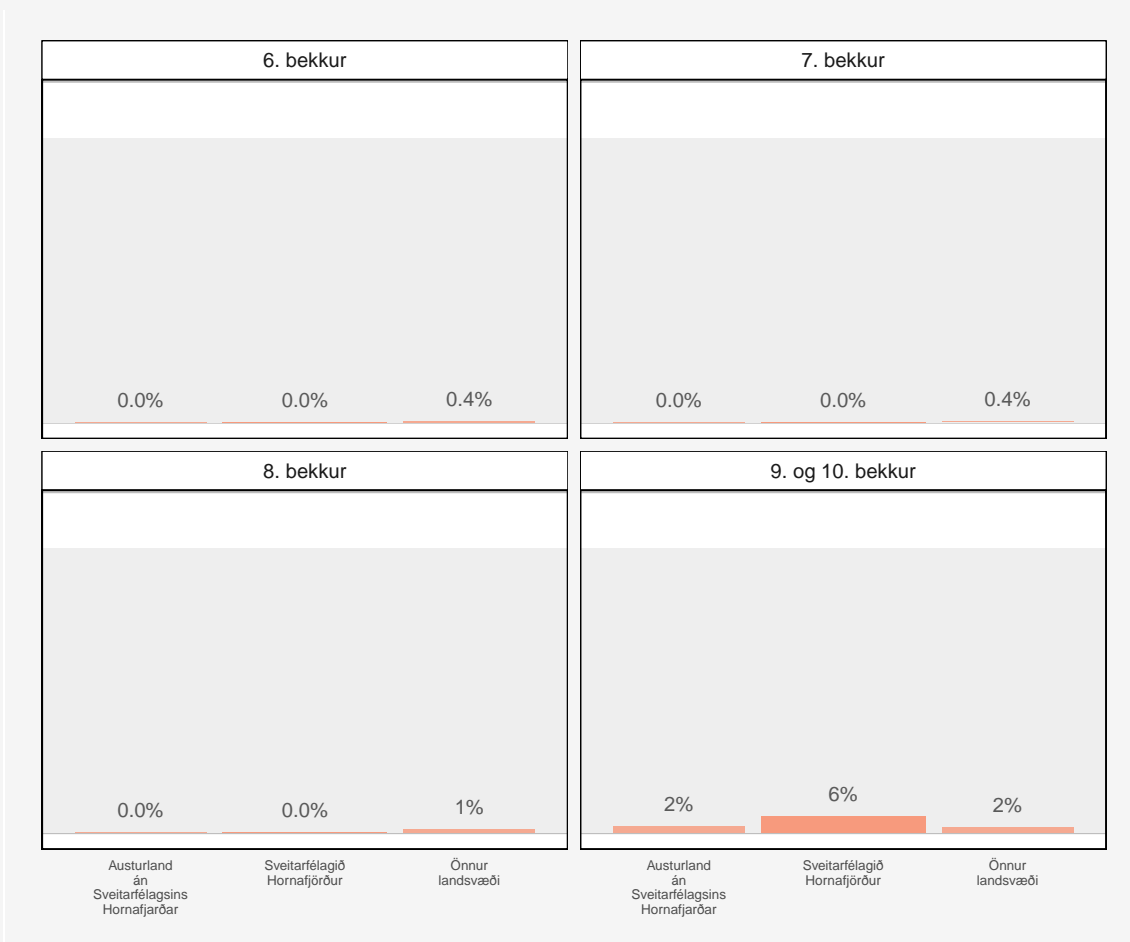 6. bekkur
7. bekkur
0.0%
0.0%
0.4%
0.0%
0.0%
0.4%
8. bekkur
9. og 10. bekkur
0.0%
0.0%
1%
2%
6%
2%
Austurland
án
Sveitarfélagsins
Hornafjarðar
Sveitarfélagið
Hornafjörður
Önnur
landsvæði
Austurland
án
Sveitarfélagsins
Hornafjarðar
Sveitarfélagið
Hornafjörður
Önnur
landsvæði